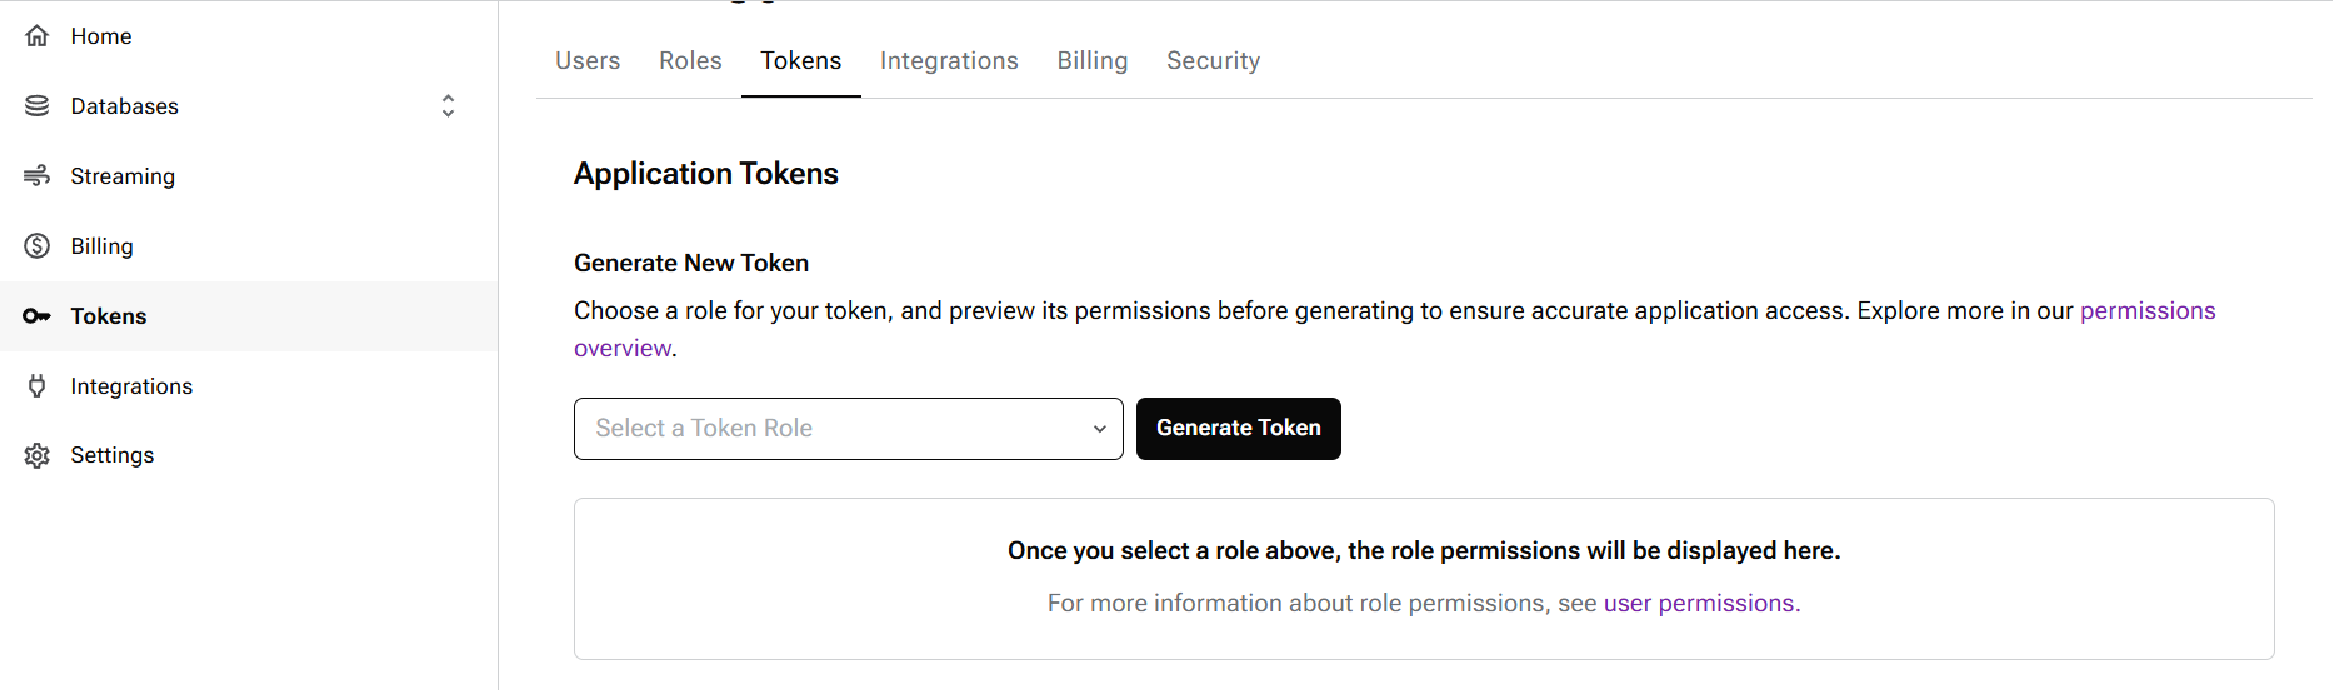 Home
Databases
Streaming
Billing
Tokens
Integrations
Settings
Users Roles Tokens Integrations Billing Security
Application Tokens
Generate New Token
Choose a role for your token, and preview its permissions before generating to ensure accurate application access. Explore more in our permissions
overview.
Select a Token Role
Generate Token
Once you select a role above, the role permissions will be displayed here.
For more information about role permissions, see user permissions.